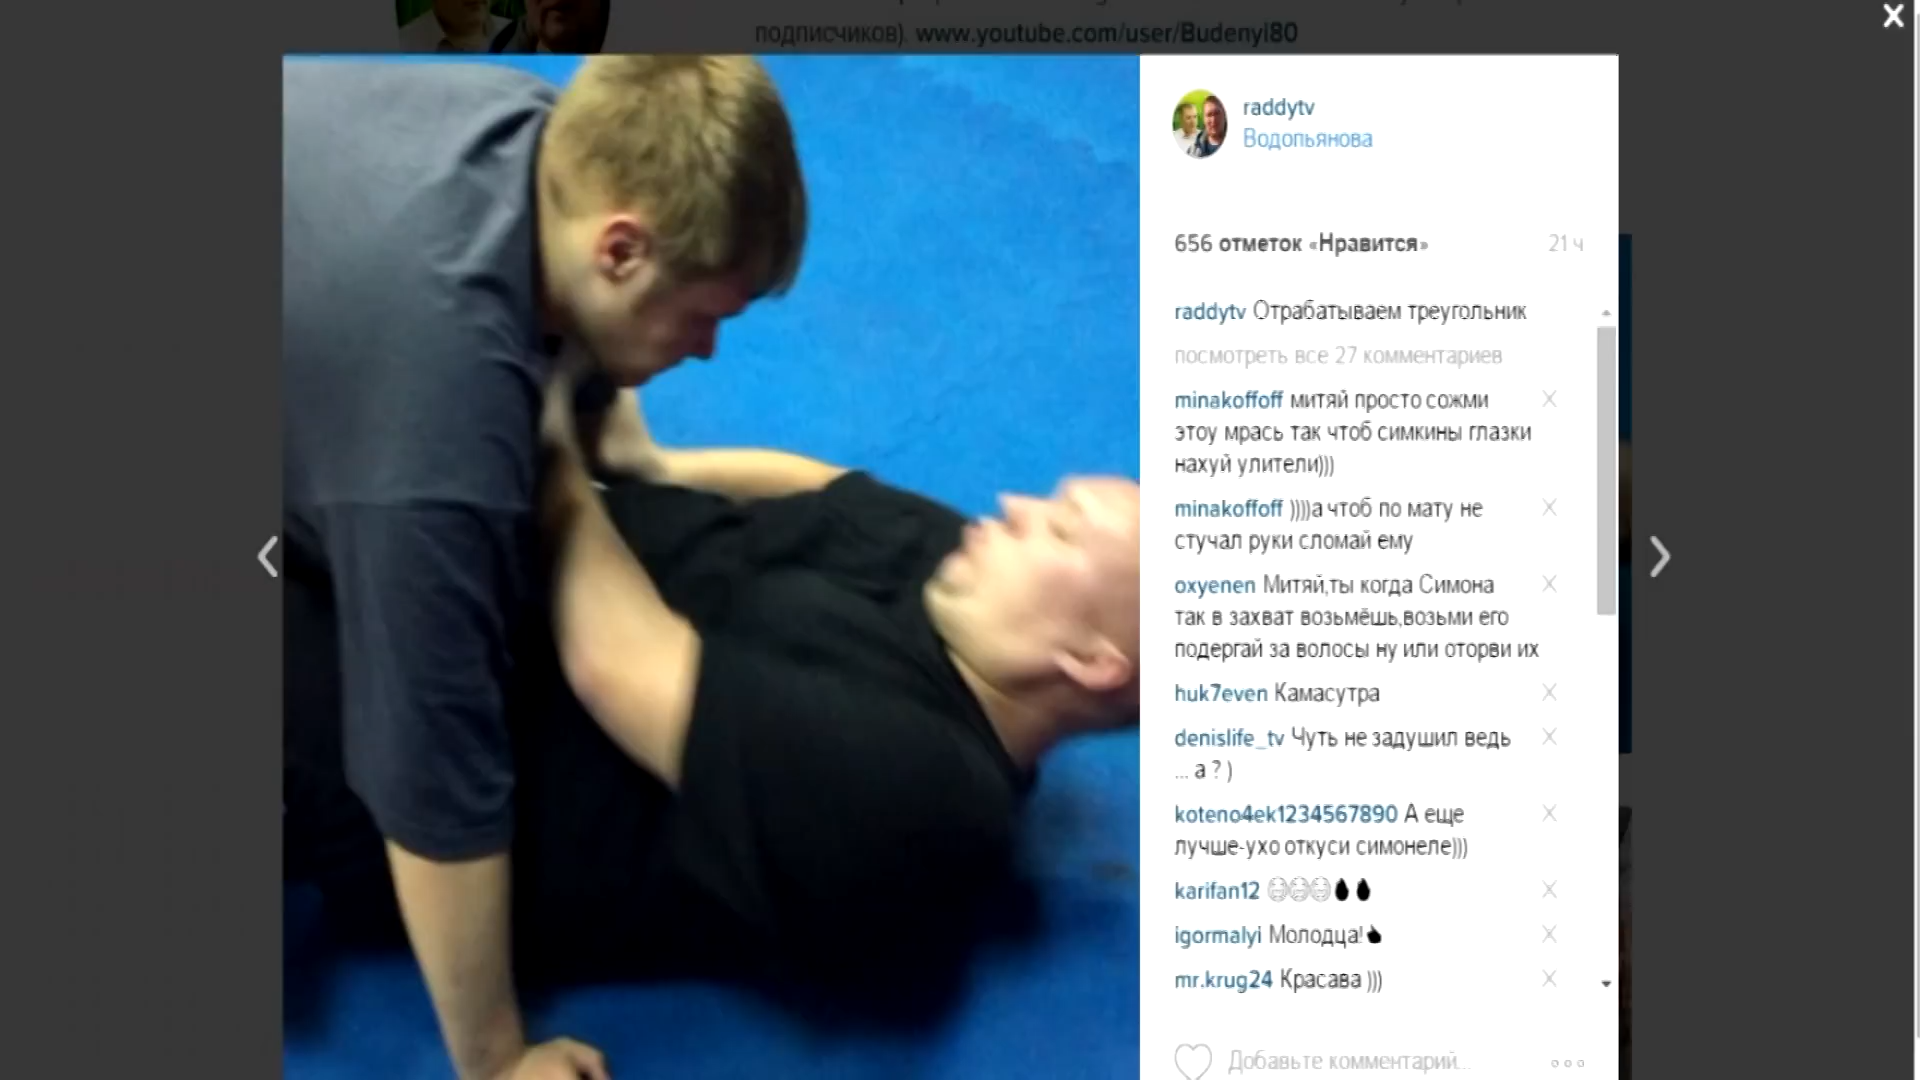 подписчиков). www.youtube.com/user/Budenyl80
raddytv
Водопьянова
656 отметок «Нравится» 21 ч
raddytv Отрабатываем треугольник
посмотреть все 27 комментариев
minakoffoff митяй просто сожми
этоу мрась так чтоб симкины глазки
нахуй улители)))
minakoffoff ))))а чтоб по мату не
стучал руки сломай ему
oxyenen Митяй,ты когда Симона
так в захват возьмёшь,возьми его
подергай за волосы ну или оторви их
huk7even Камасутра
denislife_tv Чуть не задушил ведь
... а ? )
koteno4ek1234567890 А еще
лучше-ухо откуси симонеле)))
karifan12
igormalyi Молодца!
mr.krug24 Красава )))
Добавьте комментарий...